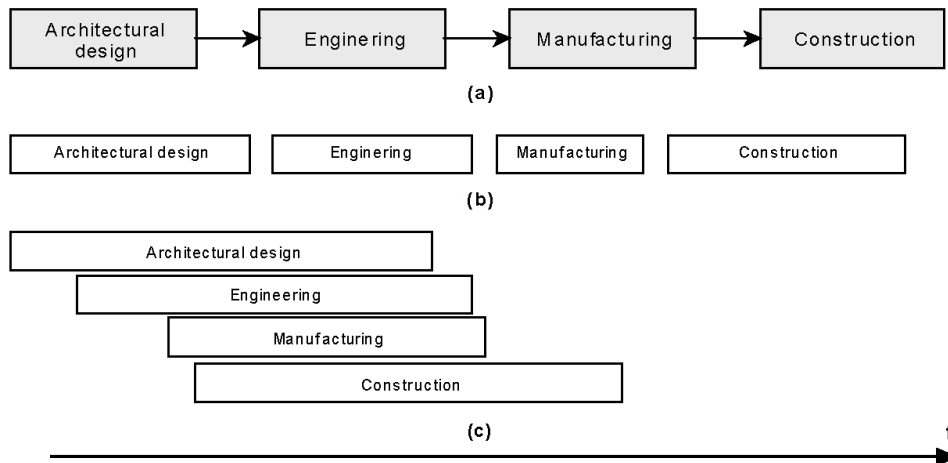 Architectural
design
Enginering
Manufacturing
Construction
(a)
Architectural design
Enginering
Manufacturing
Construction
(b)
Architectural design
Engineering
Manufacturing
Construction
(c)